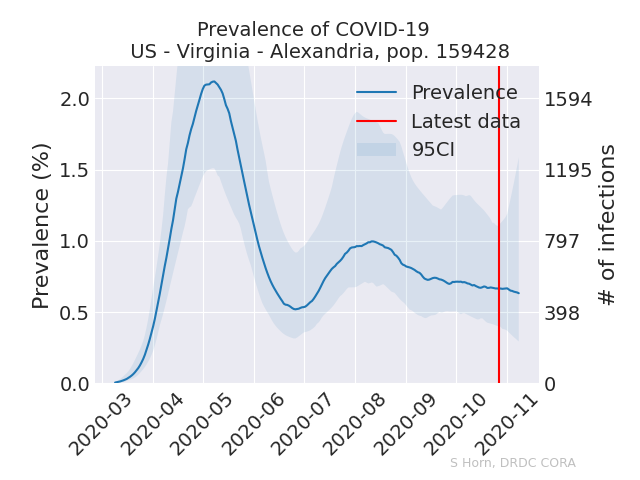 Prevalence of COVID-19
US - Virginia - Alexandria, pop. 159428
Prevalence
Latest data
95CI
Prevalence (%)
2.0
1.5
1.0
0.5
0.0
1594
1195
797
398
0
# of infections
2020-03
2020-04
2020-05
2020-06
2020-07
2020-08
2020-09
2020-10
2020-11
S Horn, DRDC CORA